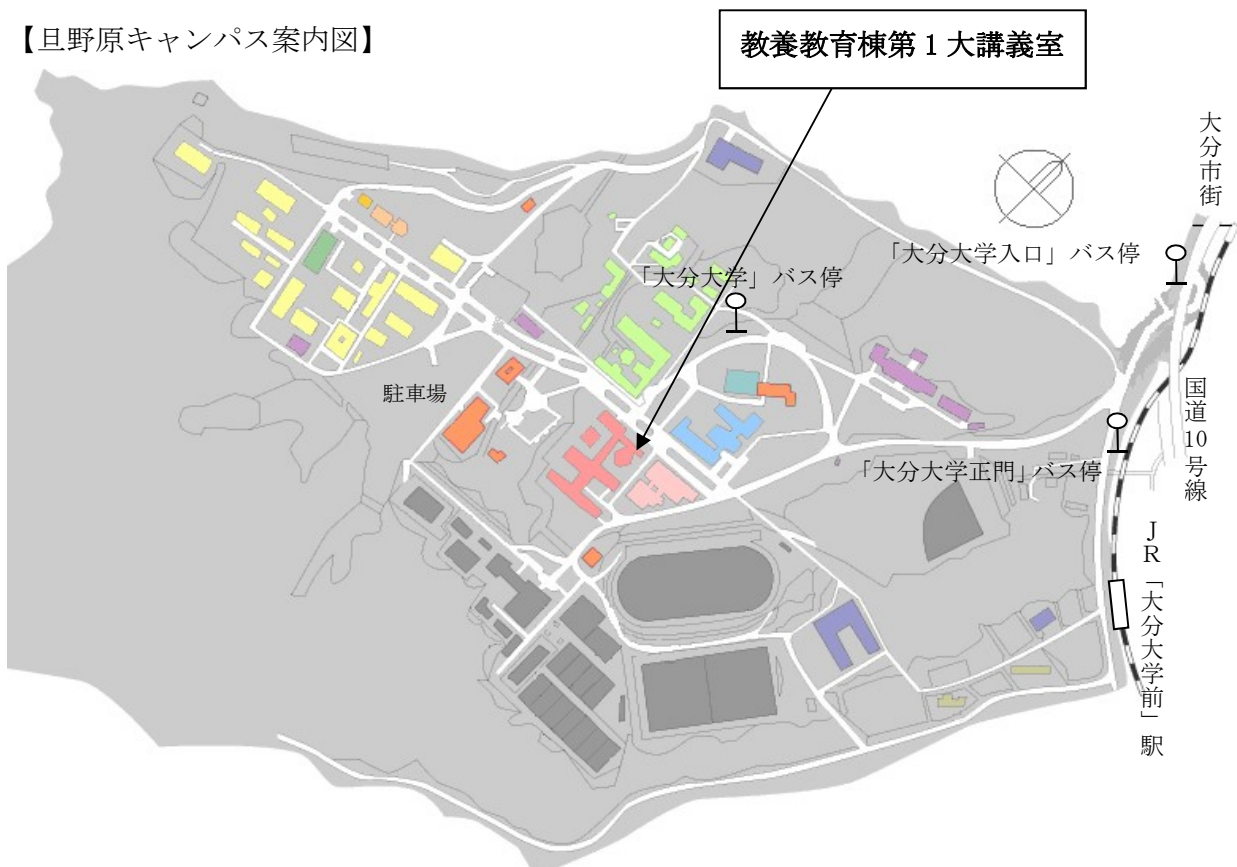 【旦野原キャンパス案内図】
教養教育棟第1大講義室
大分市街
「大分大学入口」バス停
「大分大学」バス停
駐車場
国道10号線
「大分大学正門」バス停
JR「大分大学前」駅